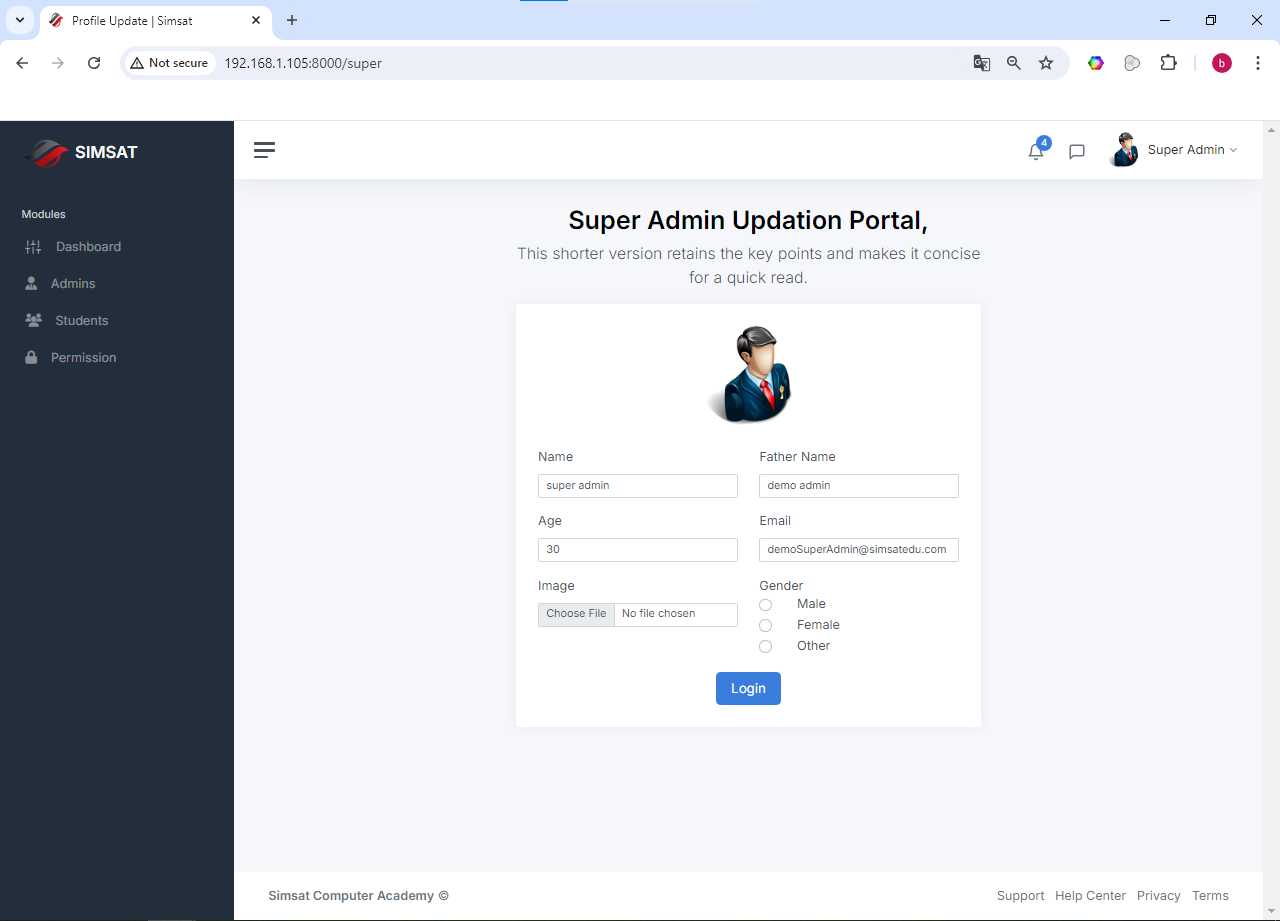 Profile Update | Simsat
Not secure
192.168.1.105:8000/super
b
SIMSAT
4
Super Admin
Modules
Dashboard
Admins
Students
Permission
Super Admin Updation Portal,
This shorter version retains the key points and makes it concise
for a quick read.
Name
Father Name
super admin
demo admin
Age
Email
30
demoSuperAdmin@simsatedu.com
Image
Gender
Choose File No file chosen
Male
Female
Other
Login
Simsat Computer Academy ©
Support Help Center Privacy Terms